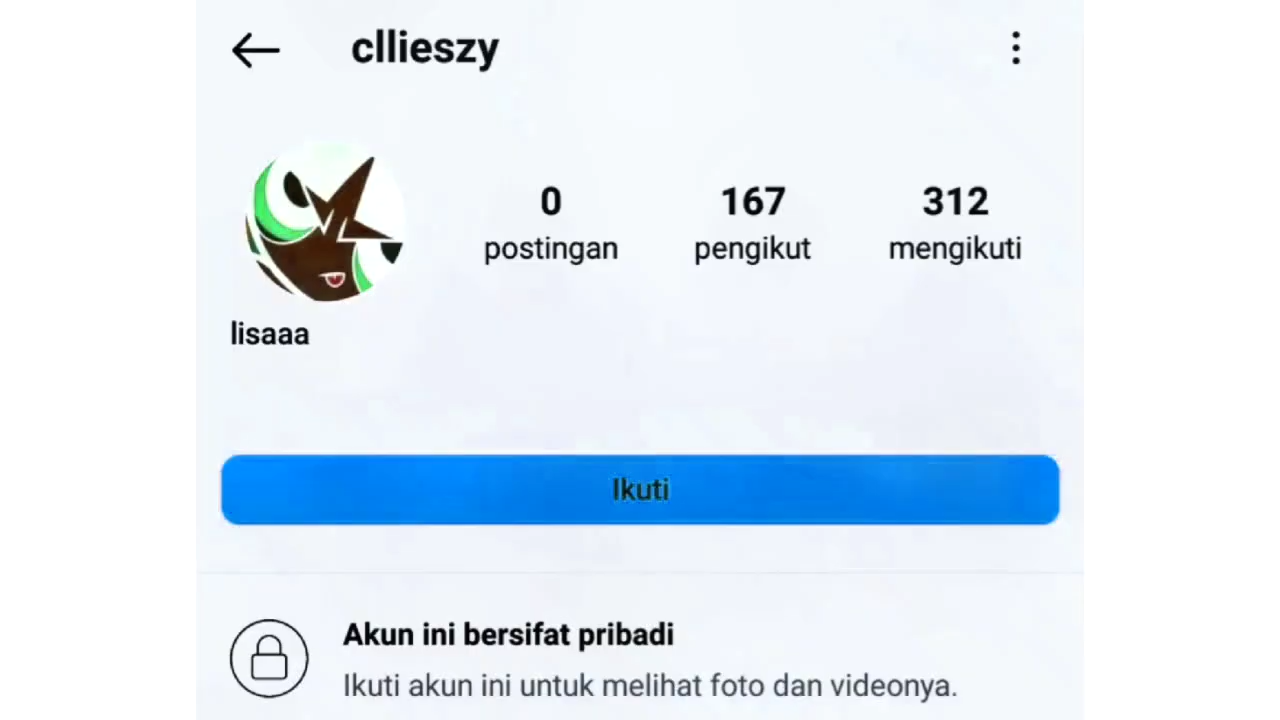 cllieszy
0 167 312
postingan pengikut mengikuti
lisaaa
Ikuti
Akun ini bersifat pribadi
Ikuti akun ini untuk melihat foto dan videonya.